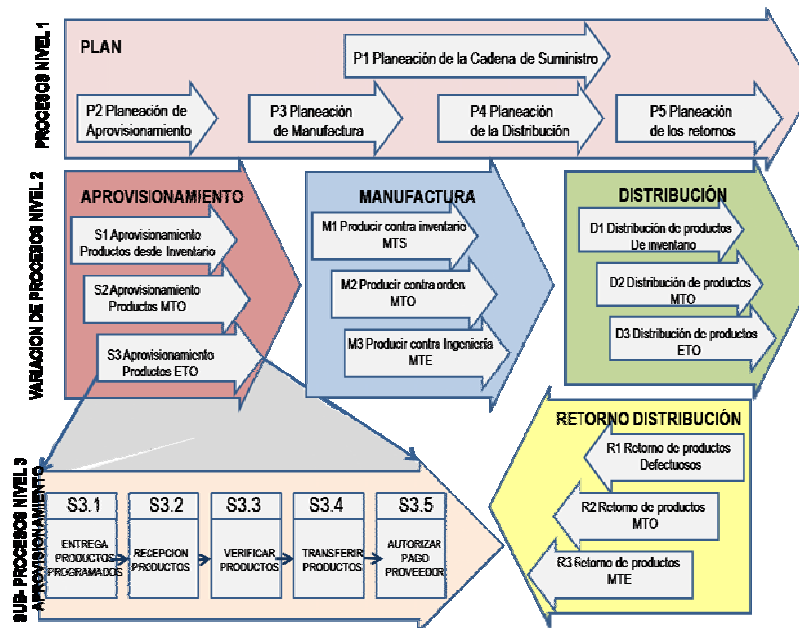 PROCESOS NIVEL 1
PLAN
P1 Planeación de la Cadena de Suministro
P2 Planeación de
Aprovisionamiento
P3 Planeación
de Manufactura
P4 Planeación
de la Distribución
P5 Planeación
de los retornos
VARIACION DE PROCESOS NIVEL 2
APROVISIONAMIENTO
S1 Aprovisionamiento
Productos desde Inventario
S2 Aprovisionamiento
Productos MTO
S3 Aprovisionamiento
Productos ETO
MANUFACTURA
M1 Producir contra inventario
MTS
M2 Producir contra orden
MTO
M3 Producir contra Ingeniería
MTE
DISTRIBUCIÓN
D1 Distribución de productos
De inventario
D2 Distribución de productos
MTO
D3 Distribución de productos
ETO
RETORNO DISTRIBUCIÓN
R1 Retorno de productos
Defectuosos
R2 Retorno de productos
MTO
R3 Retorno de productos
MTE
SUB- PROCESOS NIVEL 3
APROVISIONAMIENTO
S3.1
ENTREGA
PRODUCTOS
PROGRAMADOS
S3.2
RECEPCION
PRODUCTOS
S3.3
VERIFICAR
PRODUCTOS
S3.4
TRANSFERIR
PRODUCTOS
S3.5
AUTORIZAR
PAGO
PROVEEDOR